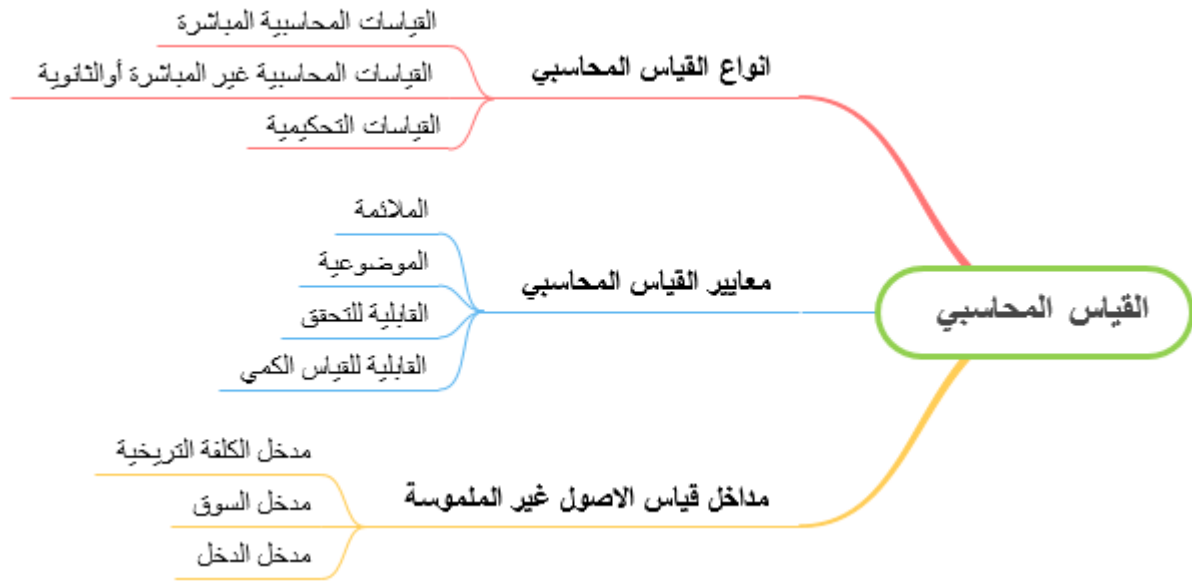 القياس المحاسبي
انواع القياس المحاسبي
القياسات المحاسبية المباشرة
القياسات المحاسبية غير المباشرة أوالثانوية
القياسات التحكيمية
معايير القياس المحاسبي
الملائمة
الموضوعية
القابلية للتحقق
القابلية للقياس الكمي
مداخل قياس الاصول غير الملموسة
مدخل الكلفة التريخية
مدخل السوق
مدخل الدخل